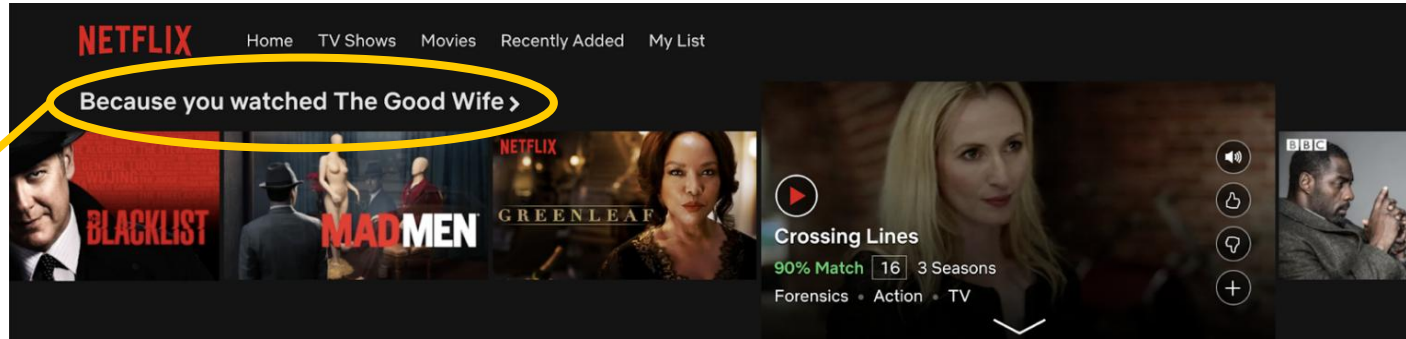 NETFLIX Home TV Shows Movies Recently Added My List
Because you watched The Good Wife >
BLACKLIST
MADMEN
NETFLIX
GREENLEAF
Crossing Lines
90% Match 16 3 Seasons
Forensics • Action • TV
BBC